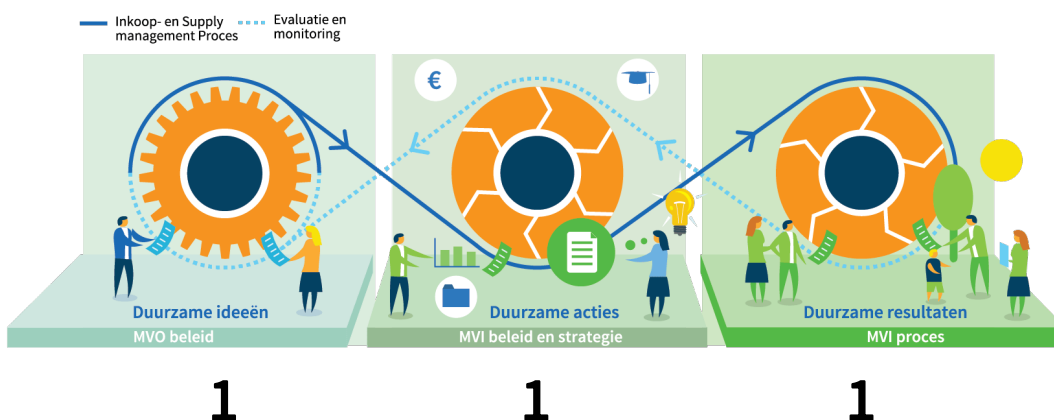 Inkoop- en Supply
management Proces
Evaluatie en
monitoring
€
Duurzame ideeën
MVO beleid
Duurzame acties
MVI beleid en strategie
Duurzame resultaten
MVI proces
1
1
1